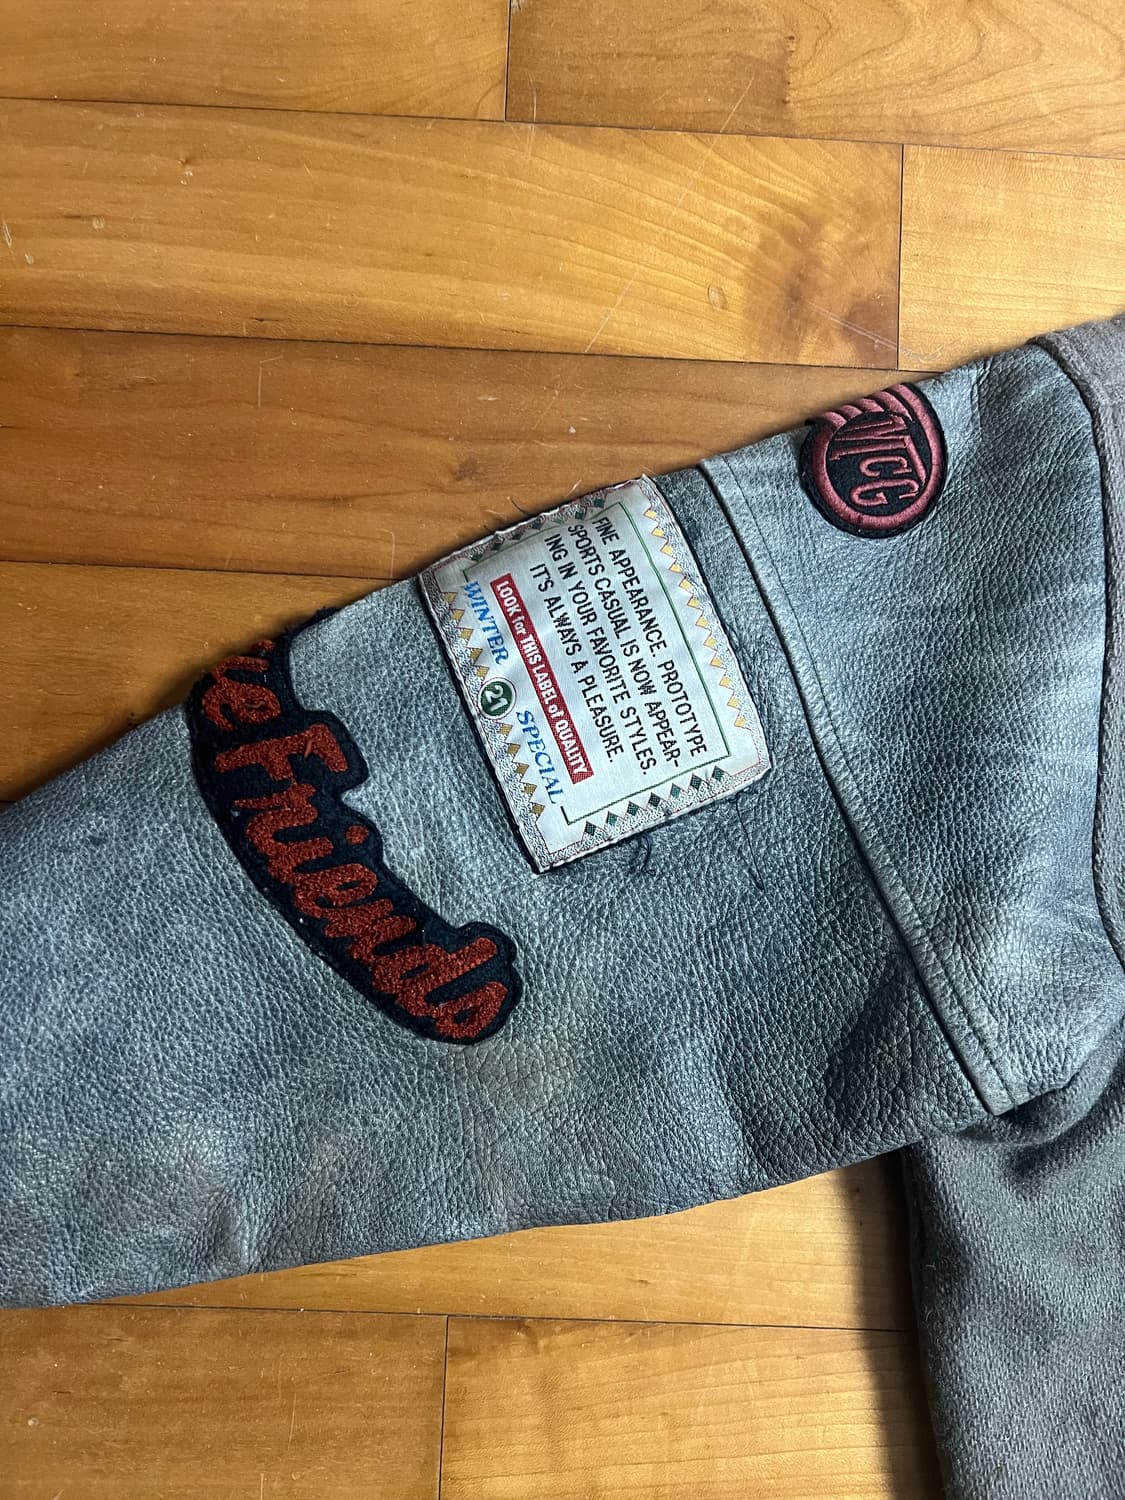 FINE APPEARANCE PROTOTYPE
SPORTS CASUAL IS NOW APPEAR-
ING IN YOUR FAVORITE STYLES.
IT'S ALWAYS A PLEASURE.
LOOK for THIS LABEL of QUALITY
WINTER 21 SPECIAL
Friends